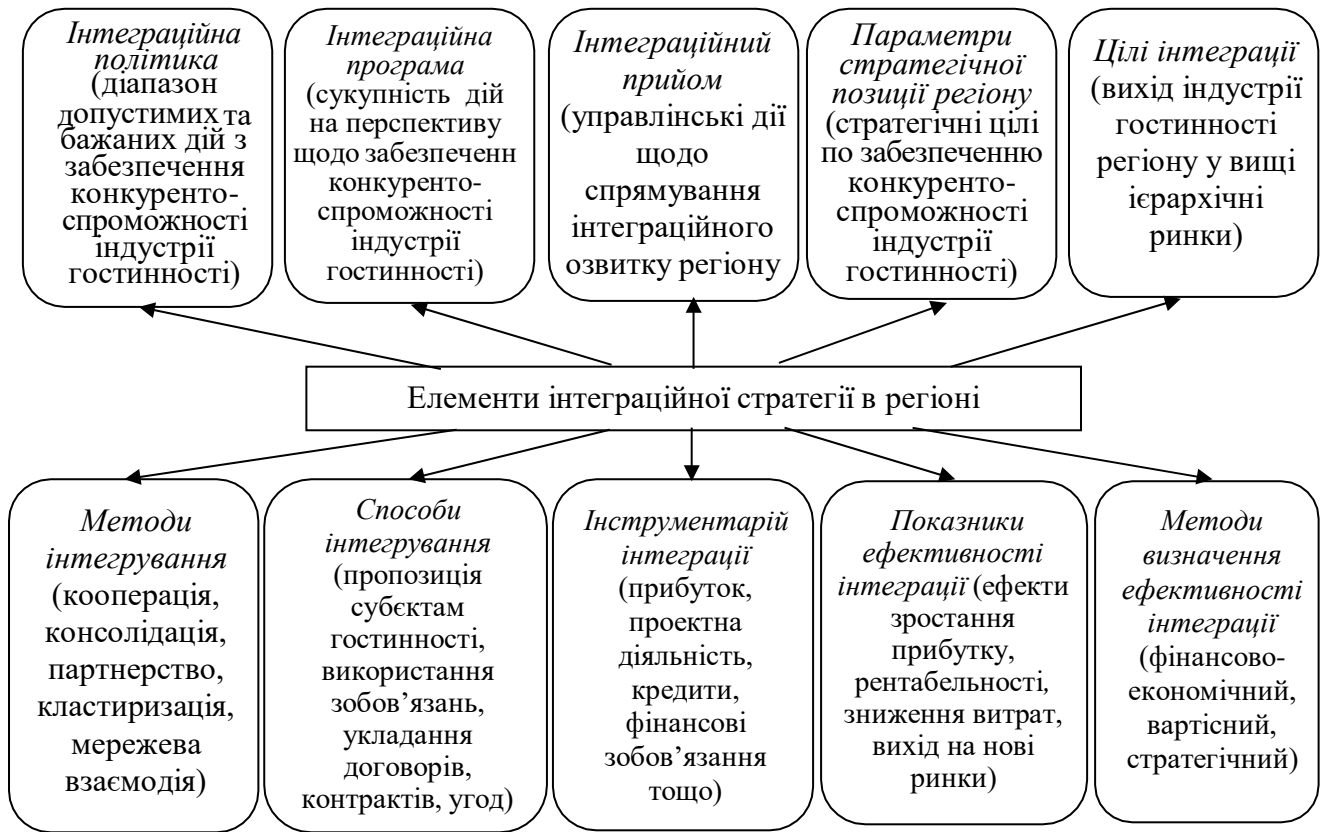 Інтеграційна
політика
(діапазон
допустимих та
бажаних дій з
забезпечення
конкуренто-
спроможності
індустрії
гостинності)
Інтеграційна
програма
(сукупність дій
на перспективу
щодо забезпеченн
конкуренто-
спроможності
індустрії
гостинності)
Інтеграційний
прийом
(управлінські дії
щодо
спрямування
інтеграційного
озвитку регіону
Параметри
стратегічної
позиції регіону
(стратегічні цілі
по забезпеченню
конкуренто-
спроможності
індустрії
гостинності)
Цілі інтеграції
(вихід індустрії
гостинності
регіону у вищі
ієрархічні
ринки)
Елементи інтеграційної стратегії в регіоні
Методи
інтегрування
(кооперація,
консолідація,
партнерство,
кластиризація,
мережева
взаємодія)
Способи
інтегрування
(пропозиція
субєктам
гостинності,
використання
зобов’язань,
укладання
договорів,
контрактів, угод)
Інструментарій
інтеграції
(прибуток,
проектна
діяльність,
кредити,
фінансові
зобов’язання
тощо)
Показники
ефективності
інтеграції (ефекти
зростання
прибутку,
рентабельності,
зниження витрат,
вихід на нові
ринки)
Методи
визначення
ефективності
інтеграції
(фінансово-
економічний,
вартісний,
стратегічний)